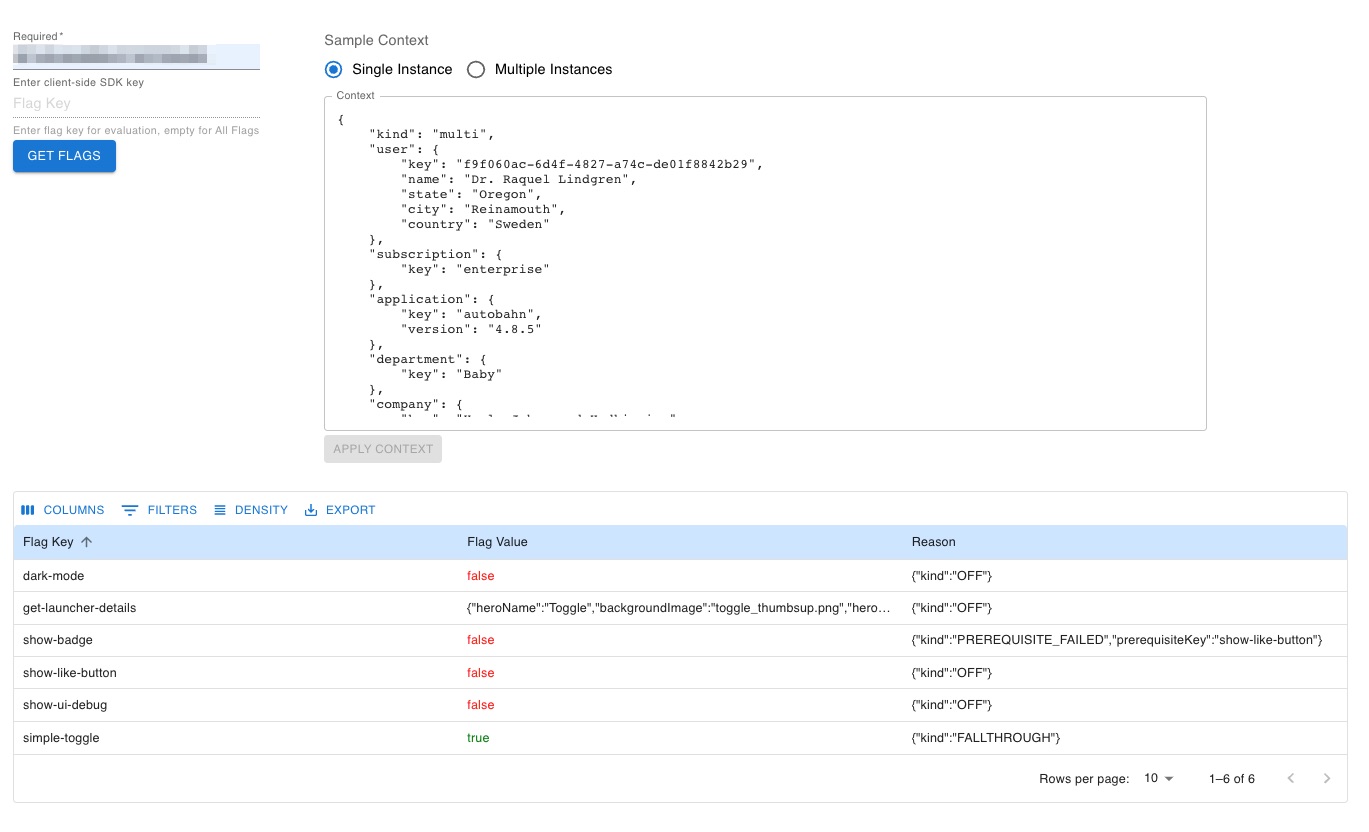 Required *
Enter client-side SDK key
Flag Key
Enter flag key for evaluation, empty for All Flags
GET FLAGS
Sample Context
Single Instance Multiple Instances
Context
{
    "kind": "multi",
    "user": {
        "key": "f9f060ac-6d4f-4827-a74c-de01f8842b29",
        "name": "Dr. Raquel Lindgren",
        "state": "Oregon",
        "city": "Reinamouth",
        "country": "Sweden"
    },
    "subscription": {
        "key": "enterprise"
    },
    "application": {
        "key": "autobahn",
        "version": "4.8.5"
    },
    "department": {
        "key": "Baby"
    },
    "company": {
APPLY CONTEXT
COLUMNS FILTERS DENSITY EXPORT
Flag Key Flag Value Reason
dark-mode false {"kind":"OFF"}
get-launcher-details {"heroName":"Toggle","backgroundImage":"toggle_thumbsup.png","hero… {"kind":"OFF"}
show-badge false {"kind":"PREREQUISITE_FAILED","prerequisiteKey":"show-like-button"}
show-like-button false {"kind":"OFF"}
show-ui-debug false {"kind":"OFF"}
simple-toggle true {"kind":"FALLTHROUGH"}
Rows per page: 10 1–6 of 6